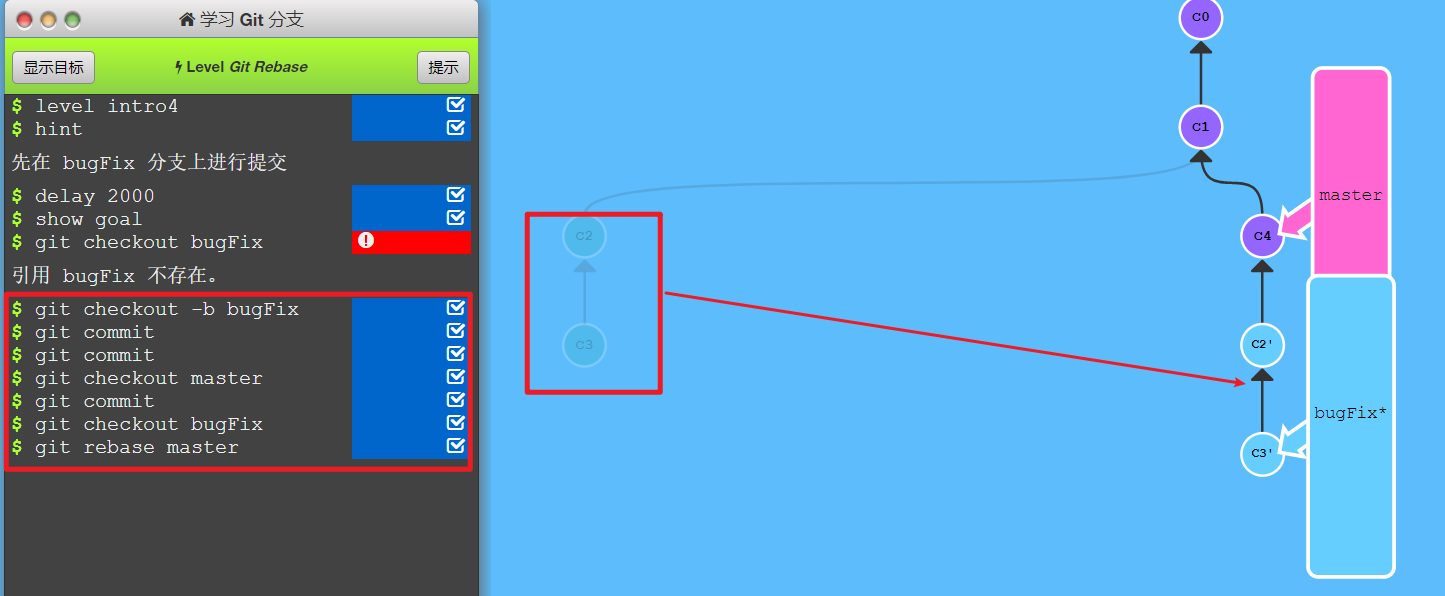 学习 Git 分支
显示目标
Level Git Rebase
提示
$ level intro4
$ hint
先在 bugFix 分支上进行提交
$ delay 2000
$ show goal
$ git checkout bugFix
引用 bugFix 不存在。
$ git checkout -b bugFix
$ git commit
$ git commit
$ git checkout master
$ git commit
$ git checkout bugFix
$ git rebase master
C0
C1
master
C2
C4
C3
C2'
bugFix*
C3'